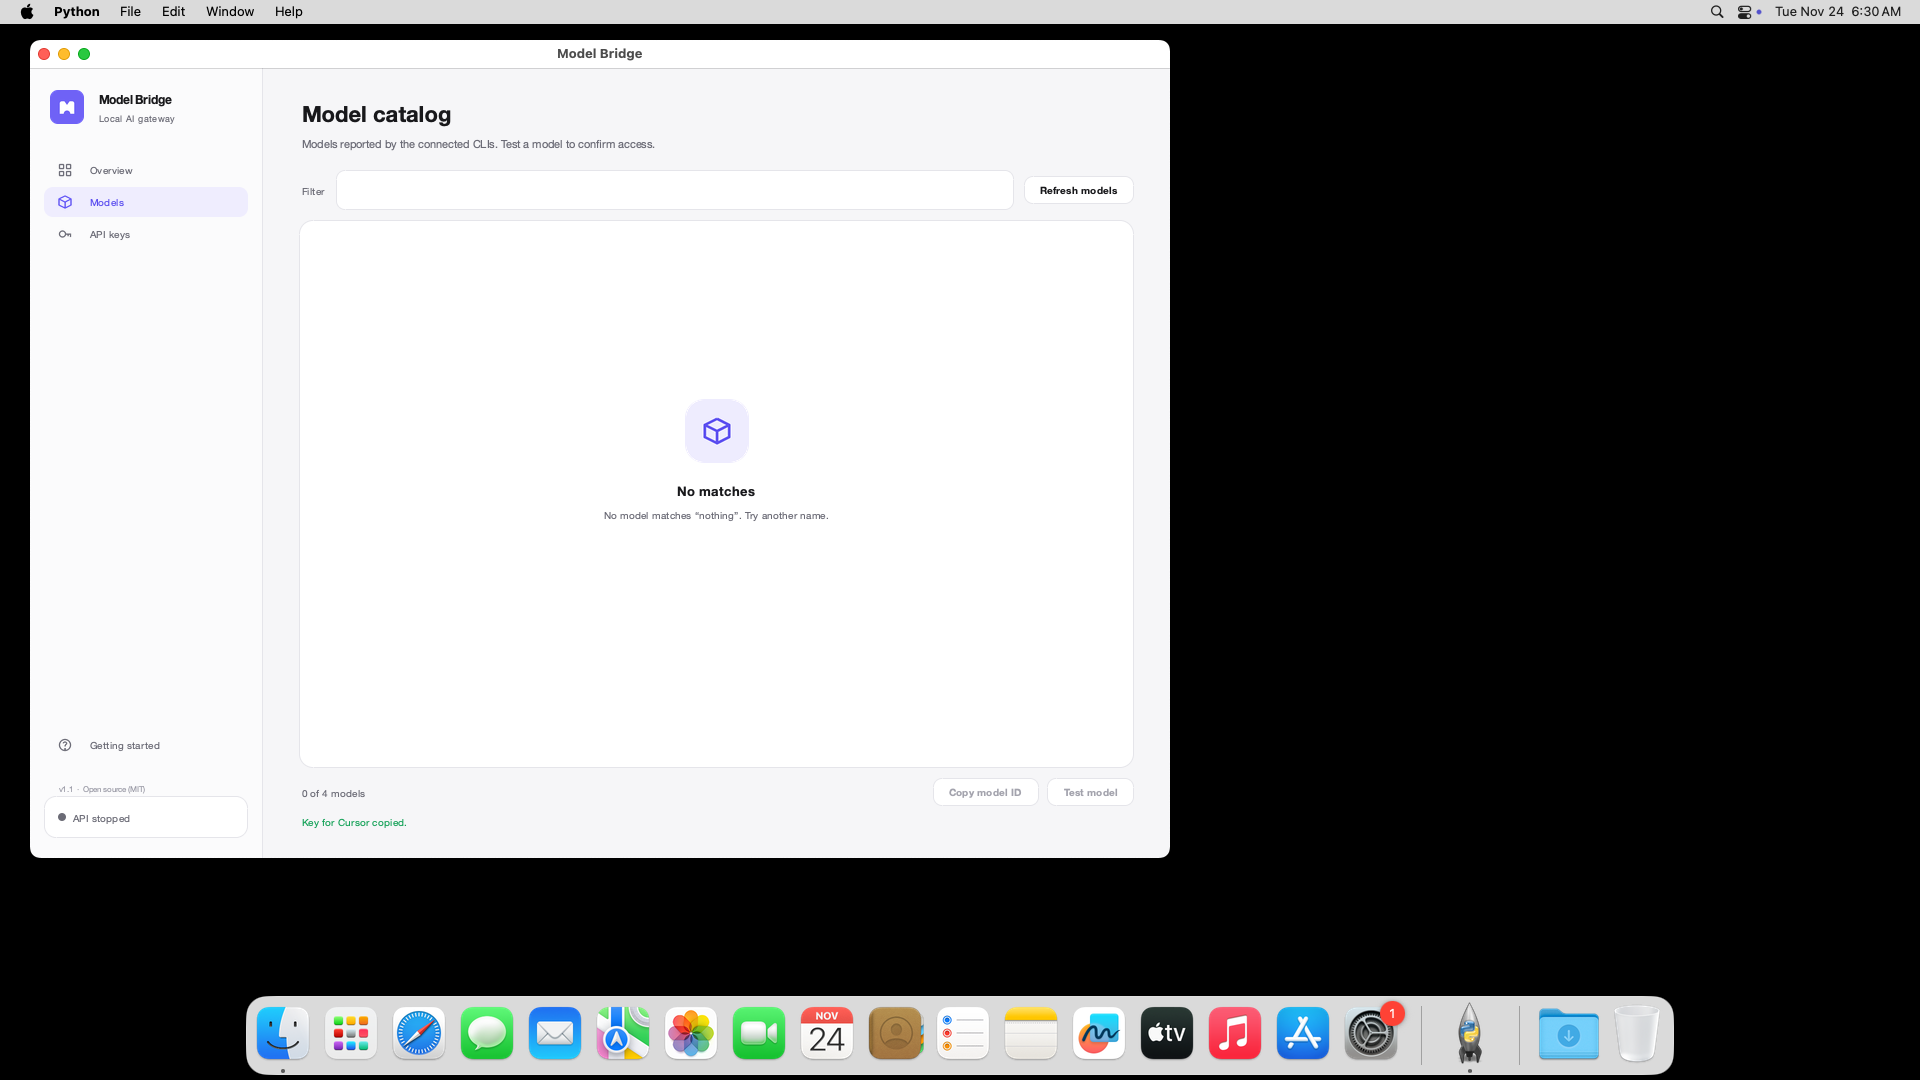 Python File Edit Window Help
Tue Nov 24 6:30 AM
Model Bridge
Model Bridge
Local AI gateway
Overview
Models
API keys
Model catalog
Models reported by the connected CLIs. Test a model to confirm access.
Filter
Refresh models
No matches
No model matches “nothing”. Try another name.
Getting started
v1.1 · Open source (MIT)
API stopped
0 of 4 models
Copy model ID
Test model
Key for Cursor copied.
NOV
24
tv
1